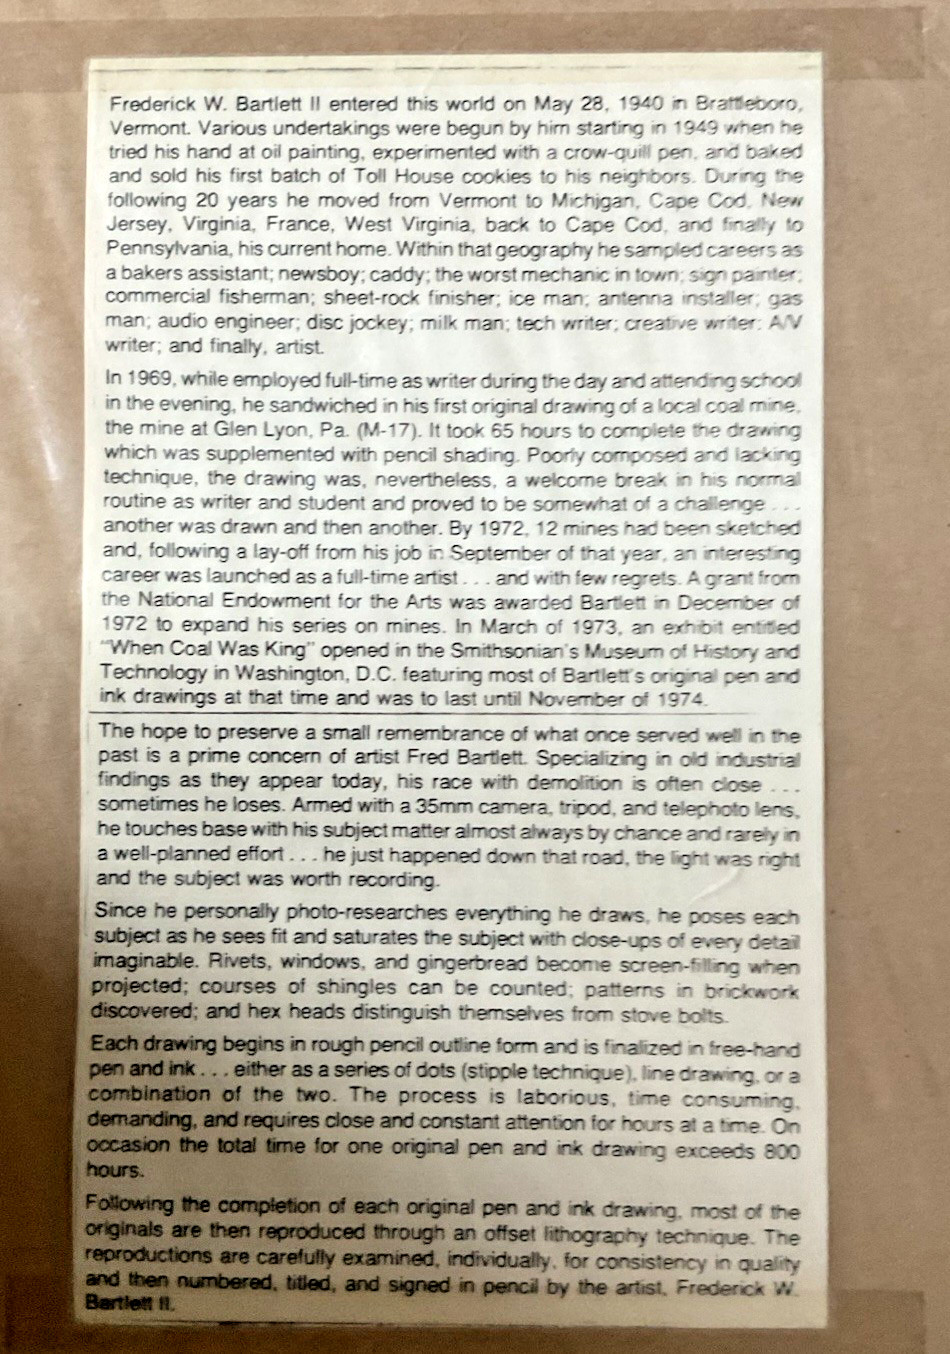 Frederick W. Bartlett II entered this world on May 28, 1940 in Brattleboro,
Vermont. Various undertakings were begun by him starting in 1949 when he
tried his hand at oil painting, experimented with a crow-quill pen, and baked
and sold his first batch of Toll House cookies to his neighbors. During the
following 20 years he moved from Vermont to Michigan, Cape Cod, New
Jersey, Virginia, France, West Virginia, back to Cape Cod, and finally to
Pennsylvania, his current home. Within that geography he sampled careers as
a bakers assistant; newsboy; caddy; the worst mechanic in town; sign painter;
commercial fisherman; sheet-rock finisher; ice man; antenna installer; gas
man; audio engineer; disc jockey; milk man; tech writer; creative writer; A/V
writer; and finally, artist.
In 1969, while employed full-time as writer during the day and attending school
in the evening, he sandwiched in his first original drawing of a local coal mine,
the mine at Glen Lyon, Pa. (M-17). It took 65 hours to complete the drawing
which was supplemented with pencil shading. Poorly composed and lacking
technique, the drawing was, nevertheless, a welcome break in his normal
routine as writer and student and proved to be somewhat of a challenge . . .
another was drawn and then another. By 1972, 12 mines had been sketched
and, following a lay-off from his job in September of that year, an interesting
career was launched as a full-time artist . . . and with few regrets. A grant from
the National Endowment for the Arts was awarded Bartlett in December of
1972 to expand his series on mines. In March of 1973, an exhibit entitled
"When Coal Was King" opened in the Smithsonian's Museum of History and
Technology in Washington, D.C. featuring most of Bartlett's original pen and
ink drawings at that time and was to last until November of 1974.
The hope to preserve a small remembrance of what once served well in the
past is a prime concern of artist Fred Bartlett. Specializing in old industrial
findings as they appear today, his race with demolition is often close . . .
sometimes he loses. Armed with a 35mm camera, tripod, and telephoto lens,
he touches base with his subject matter almost always by chance and rarely in
a well-planned effort . . . he just happened down that road, the light was right
and the subject was worth recording.
Since he personally photo-researches everything he draws, he poses each
subject as he sees fit and saturates the subject with close-ups of every detail
imaginable. Rivets, windows, and gingerbread become screen-filling when
projected; courses of shingles can be counted; patterns in brickwork
discovered; and hex heads distinguish themselves from stove bolts.
Each drawing begins in rough pencil outline form and is finalized in free-hand
pen and ink . . . either as a series of dots (stipple technique), line drawing, or a
combination of the two. The process is laborious, time consuming,
demanding, and requires close and constant attention for hours at a time. On
occasion the total time for one original pen and ink drawing exceeds 800
hours.
Following the completion of each original pen and ink drawing, most of the
originals are then reproduced through an offset lithography technique. The
reproductions are carefully examined, individually, for consistency in quality
and then numbered, titled, and signed in pencil by the artist, Frederick W.
Bartlett II.